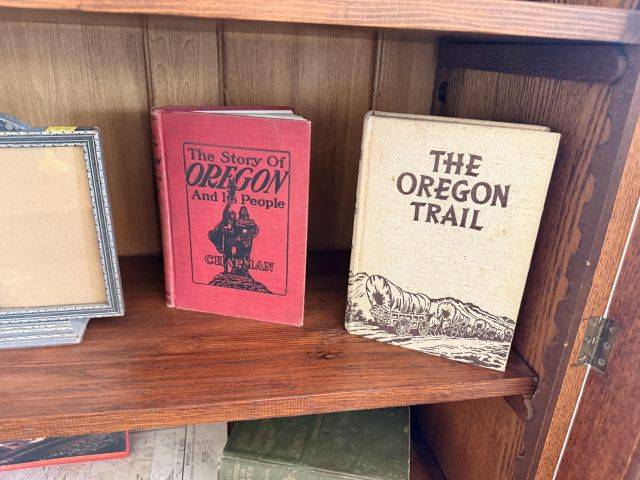 The Story Of
OREGON
And Its People
CHAPMAN
THE
OREGON
TRAIL